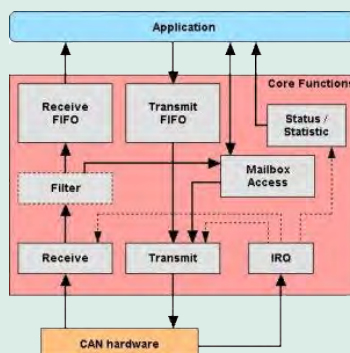 Application
Core Functions
Receive
FIFO
Transmit
FIFO
Status /
Statistic
Filter
Mailbox
Access
Receive
Transmit
IRQ
CAN hardware